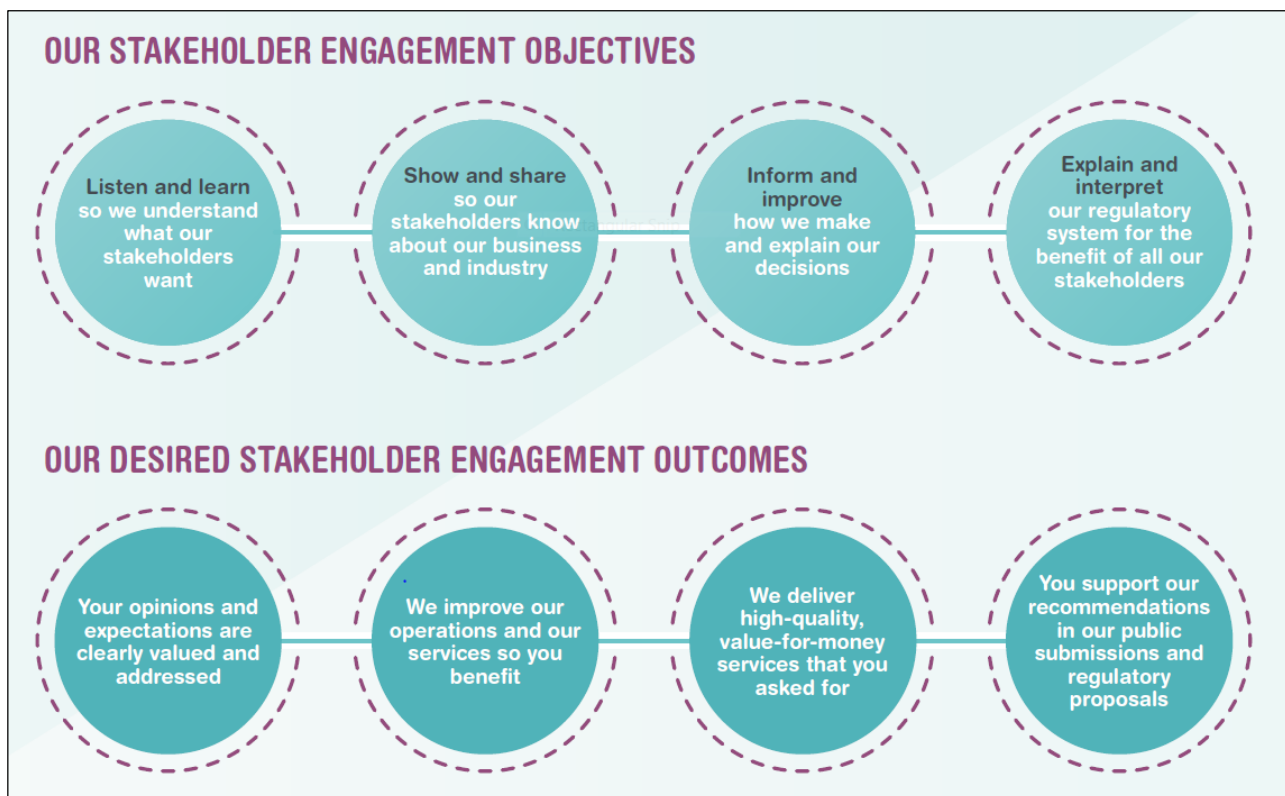 OUR STAKEHOLDER ENGAGEMENT OBJECTIVES
Listen and learn
so we understand
what our
stakeholders
want
Show and share
so our
stakeholders know
about our business
and industry
Inform and
improve
how we make
and explain our
decisions
Explain and
interpret
our regulatory
system for the
benefit of all our
stakeholders
OUR DESIRED STAKEHOLDER ENGAGEMENT OUTCOMES
Your opinions and
expectations are
clearly valued and
addressed
We improve our
operations and our
services so you
benefit
We deliver
high-quality,
value-for-money
services that you
asked for
You support our
recommendations
in our public
submissions and
regulatory
proposals